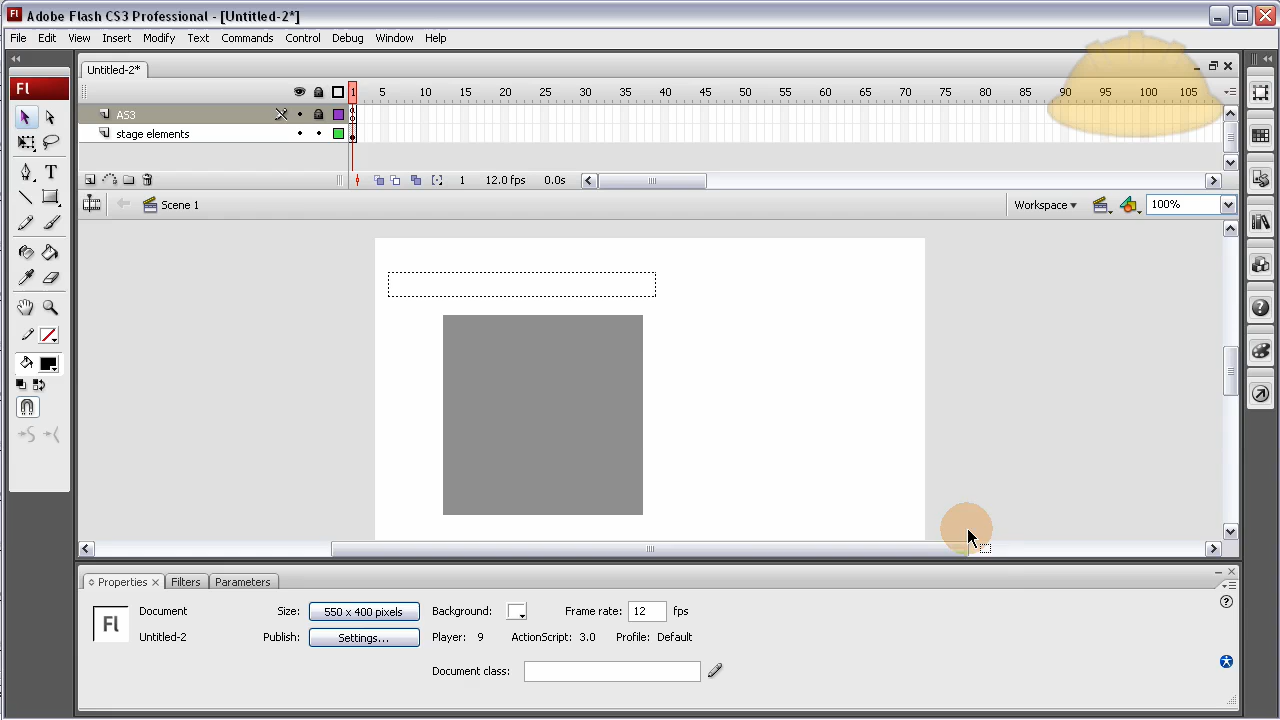 Adobe Flash CS3 Professional - [Untitled-2*]
File Edit View Insert Modify Text Commands Control Debug Window Help
Untitled-2*
Fl
1 5 10 15 20 25 30 35 40 45 50 55 60 65 70 75 80 85 90 95 100 105
AS3
stage elements
1 12.0 fps 0.0s
Scene 1 Workspace 100%
Properties Filters Parameters
Fl Document Size: 550 x 400 pixels Background: Frame rate: 12 fps
Untitled-2 Publish: Settings... Player: 9 ActionScript: 3.0 Profile: Default
Document class: